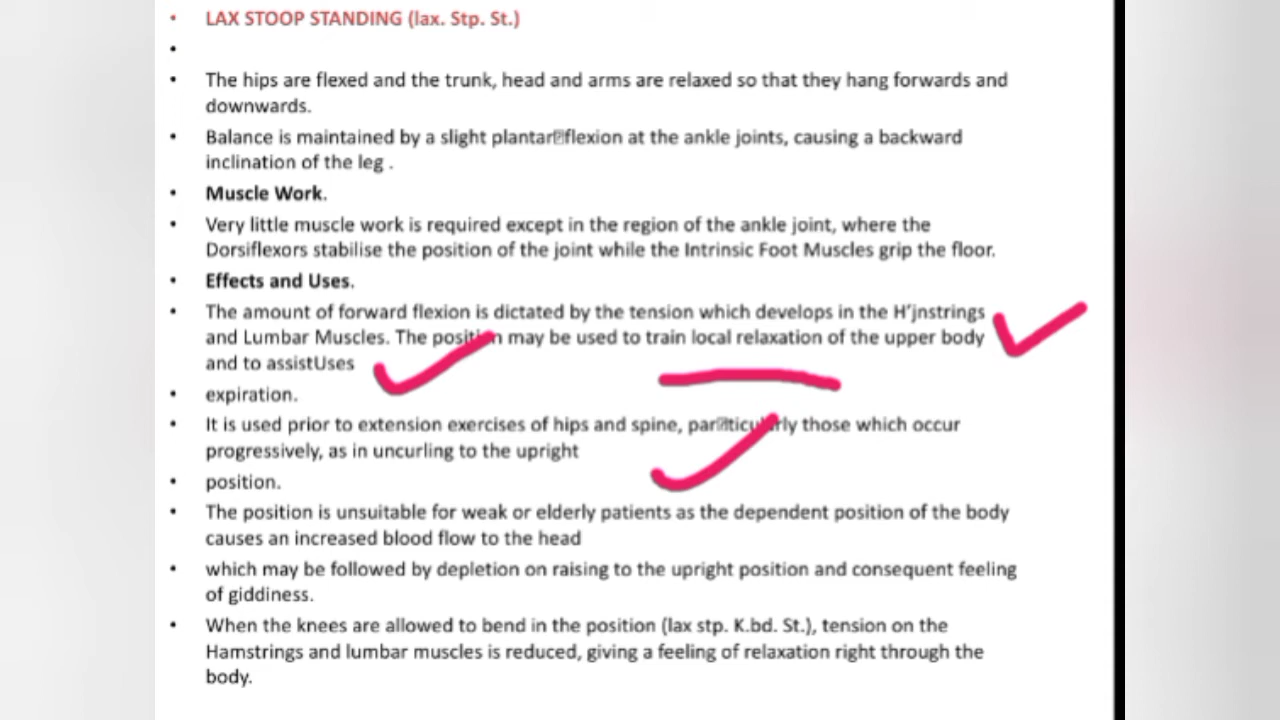 • LAX STOOP STANDING (lax. Stp. St.)
•
• The hips are flexed and the trunk, head and arms are relaxed so that they hang forwards and
downwards.
• Balance is maintained by a slight plantar￾flexion at the ankle joints, causing a backward
inclination of the leg .
• Muscle Work.
• Very little muscle work is required except in the region of the ankle joint, where the
Dorsiflexors stabilise the position of the joint while the Intrinsic Foot Muscles grip the floor.
• Effects and Uses.
• The amount of forward flexion is dictated by the tension which develops in the H'jnstrings
and Lumbar Muscles. The position may be used to train local relaxation of the upper body
and to assistUses
• expiration.
• It is used prior to extension exercises of hips and spine, par￾ticularly those which occur
progressively, as in uncurling to the upright
• position.
• The position is unsuitable for weak or elderly patients as the dependent position of the body
causes an increased blood flow to the head
• which may be followed by depletion on raising to the upright position and consequent feeling
of giddiness.
• When the knees are allowed to bend in the position (lax stp. K.bd. St.), tension on the
Hamstrings and lumbar muscles is reduced, giving a feeling of relaxation right through the
body.